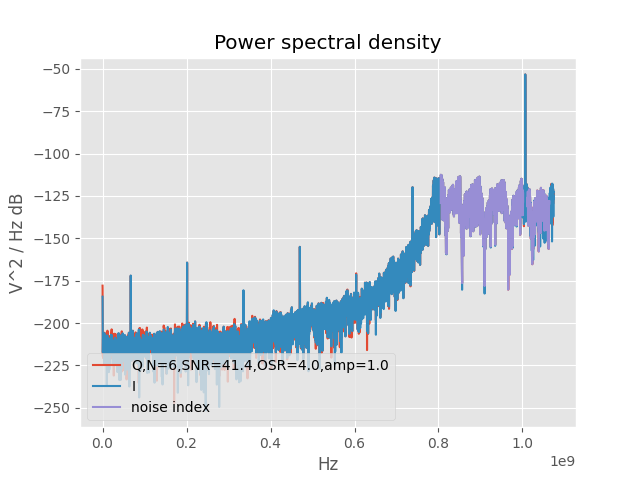 Power spectral density
V^2 / Hz dB
−50
−75
−100
−125
−150
−175
−200
−225
−250
Q,N=6,SNR=41.4,OSR=4.0,amp=1.0
I
noise index
0.0 0.2 0.4 0.6 0.8 1.0
1e9
Hz